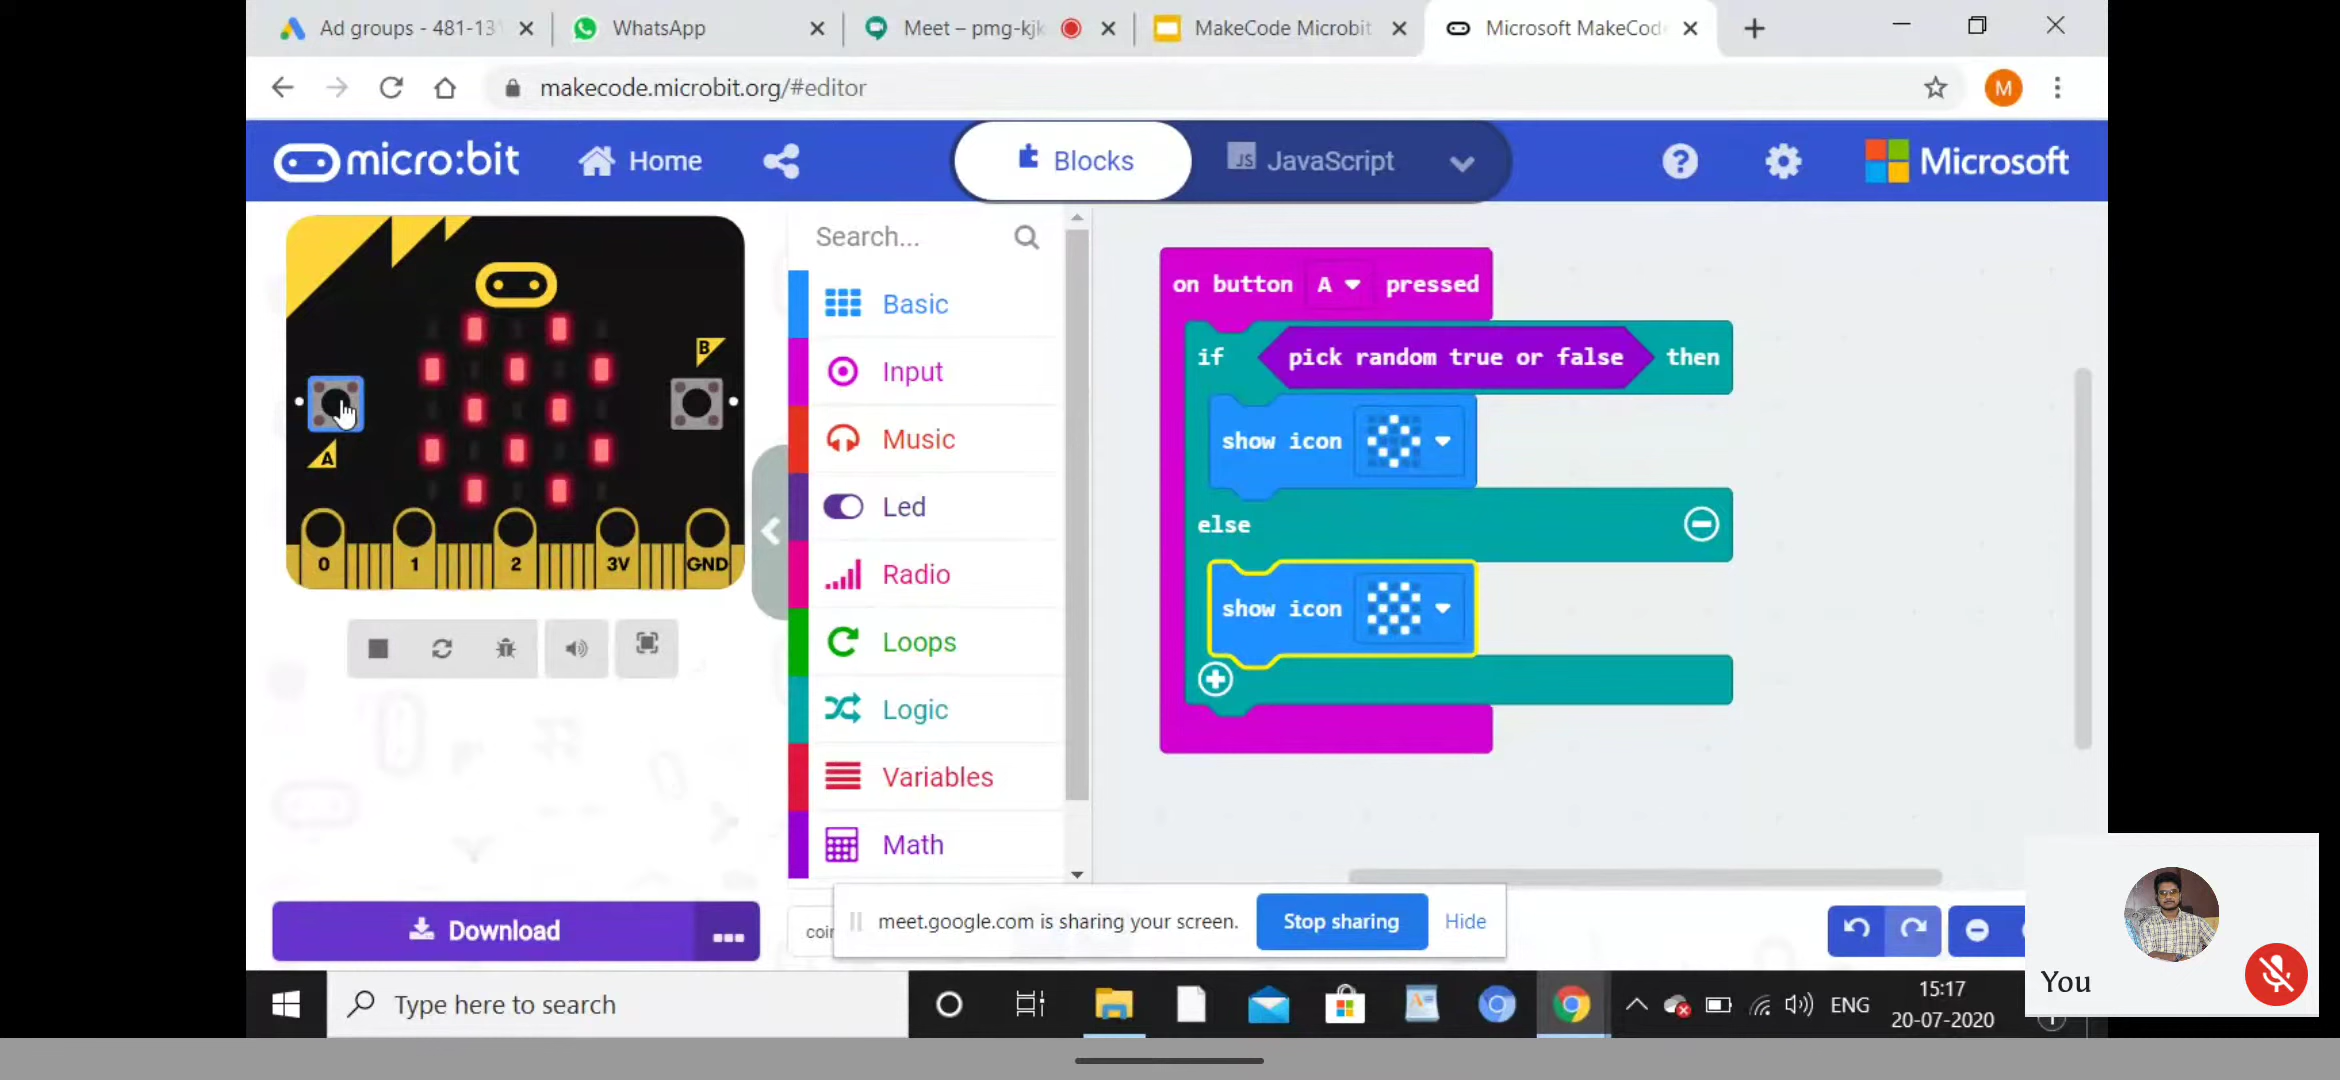 Ad groups - 481-131
WhatsApp
Meet – pmg-kjk
MakeCode Microbit
Microsoft MakeCode
makecode.microbit.org/#editor
M
micro:bit
Home
Blocks
JS JavaScript
Microsoft
Search...
Basic
Input
Music
Led
Radio
Loops
Logic
Variables
Math
B
A
0 1 2 3V GND
on button A pressed
if pick random true or false then
show icon
else
show icon
Download
meet.google.com is sharing your screen.
Stop sharing
Hide
Type here to search
ENG
15:17
20-07-2020
You